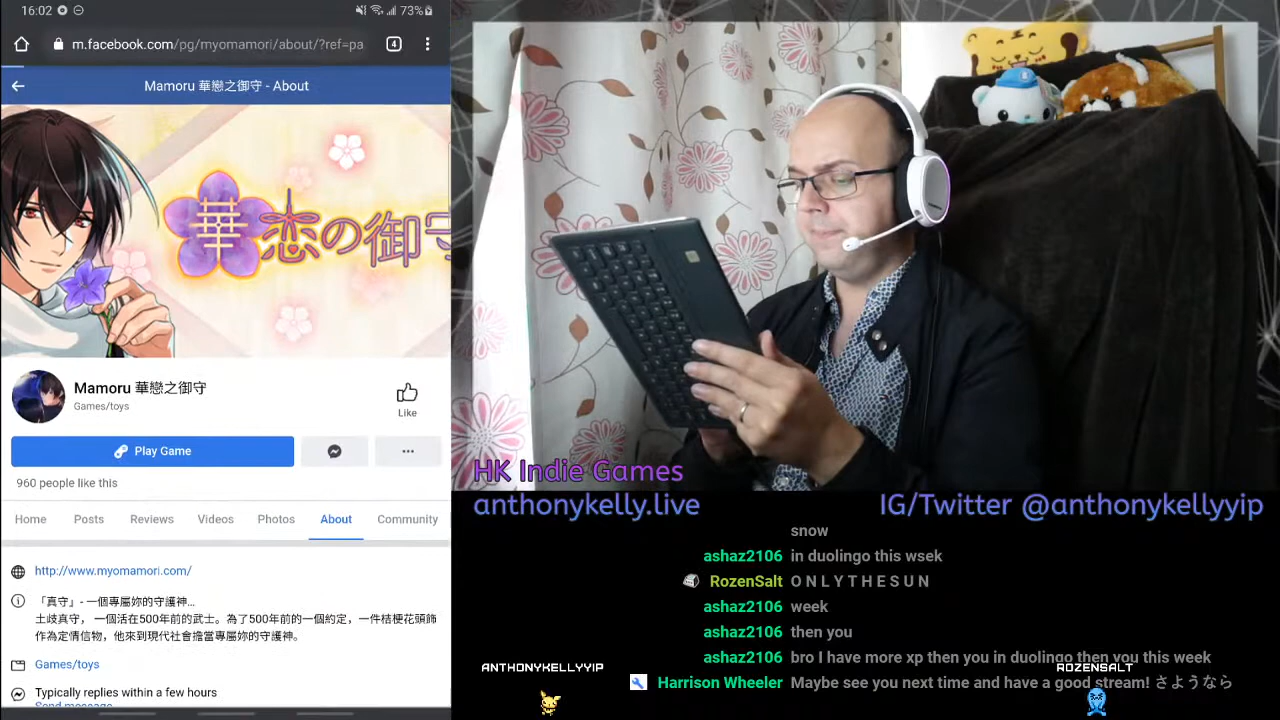 16:02
73%
m.facebook.com/pg/myomamori/about/?ref=pa
4
Mamoru 華戀之御守 - About
華恋の御守
Mamoru 華戀之御守
Games/toys
Like
Play Game
960 people like this
Home Posts Reviews Videos Photos About Community
http://www.myomamori.com/
「真守」- 一個專屬妳的守護神...
土歧真守， 一個活在500年前的武士。為了500年前的一個約定，一件桔梗花頭飾
作為定情信物，他來到現代社會擔當專屬妳的守護神。
Games/toys
Typically replies within a few hours
Send message
HK Indie Games
anthonykelly.live
IG/Twitter @anthonykellyyip
snow
ashaz2106 in duolingo this wsek
RozenSalt O N L Y T H E S U N
ashaz2106 week
ashaz2106 then you
ashaz2106 bro I have more xp then you in duolingo then you this week
Harrison Wheeler Maybe see you next time and have a good stream! さようなら
ANTHONYKELLYYIP
ROZENSALT